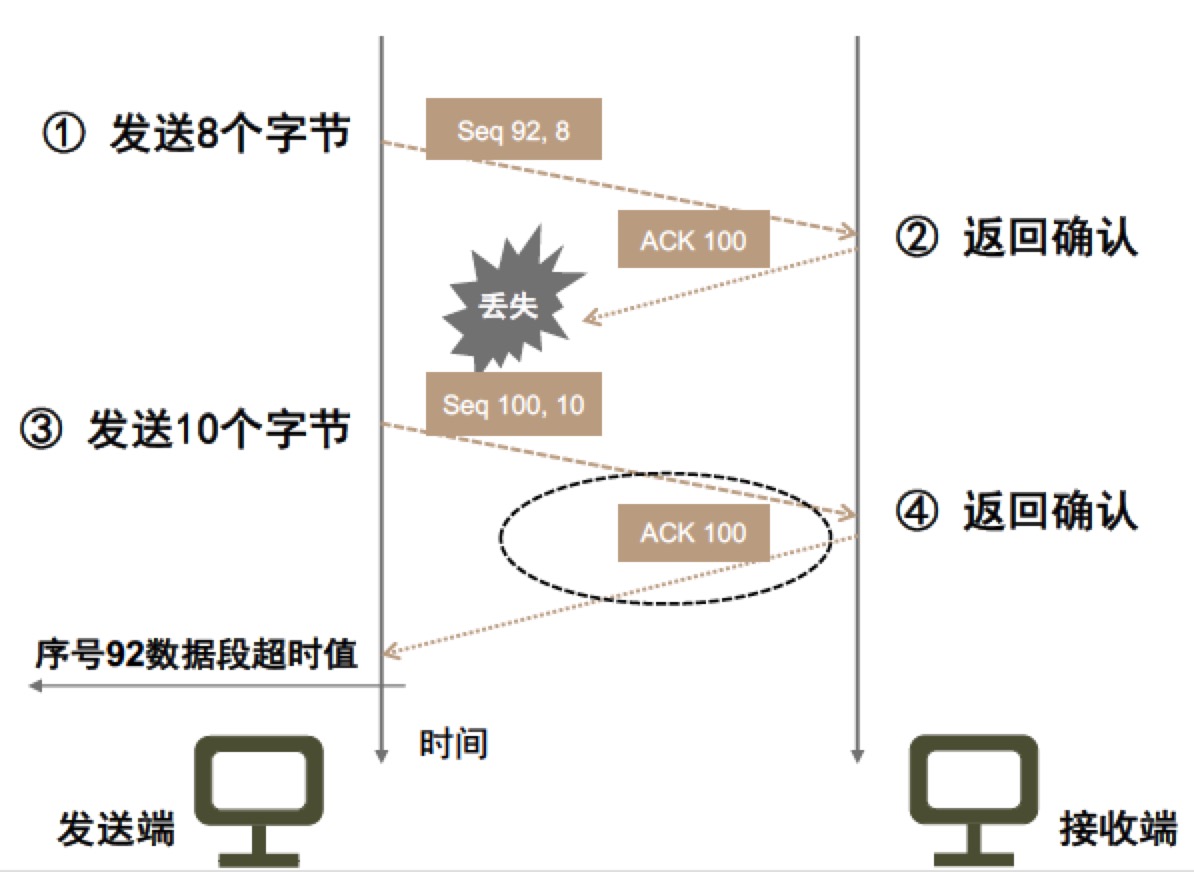 ① 发送8个字节
Seq 92, 8
ACK 100
② 返回确认
丢失
Seq 100, 10
③ 发送10个字节
④ 返回确认
ACK 100
序号92数据段超时值
时间
发送端
接收端